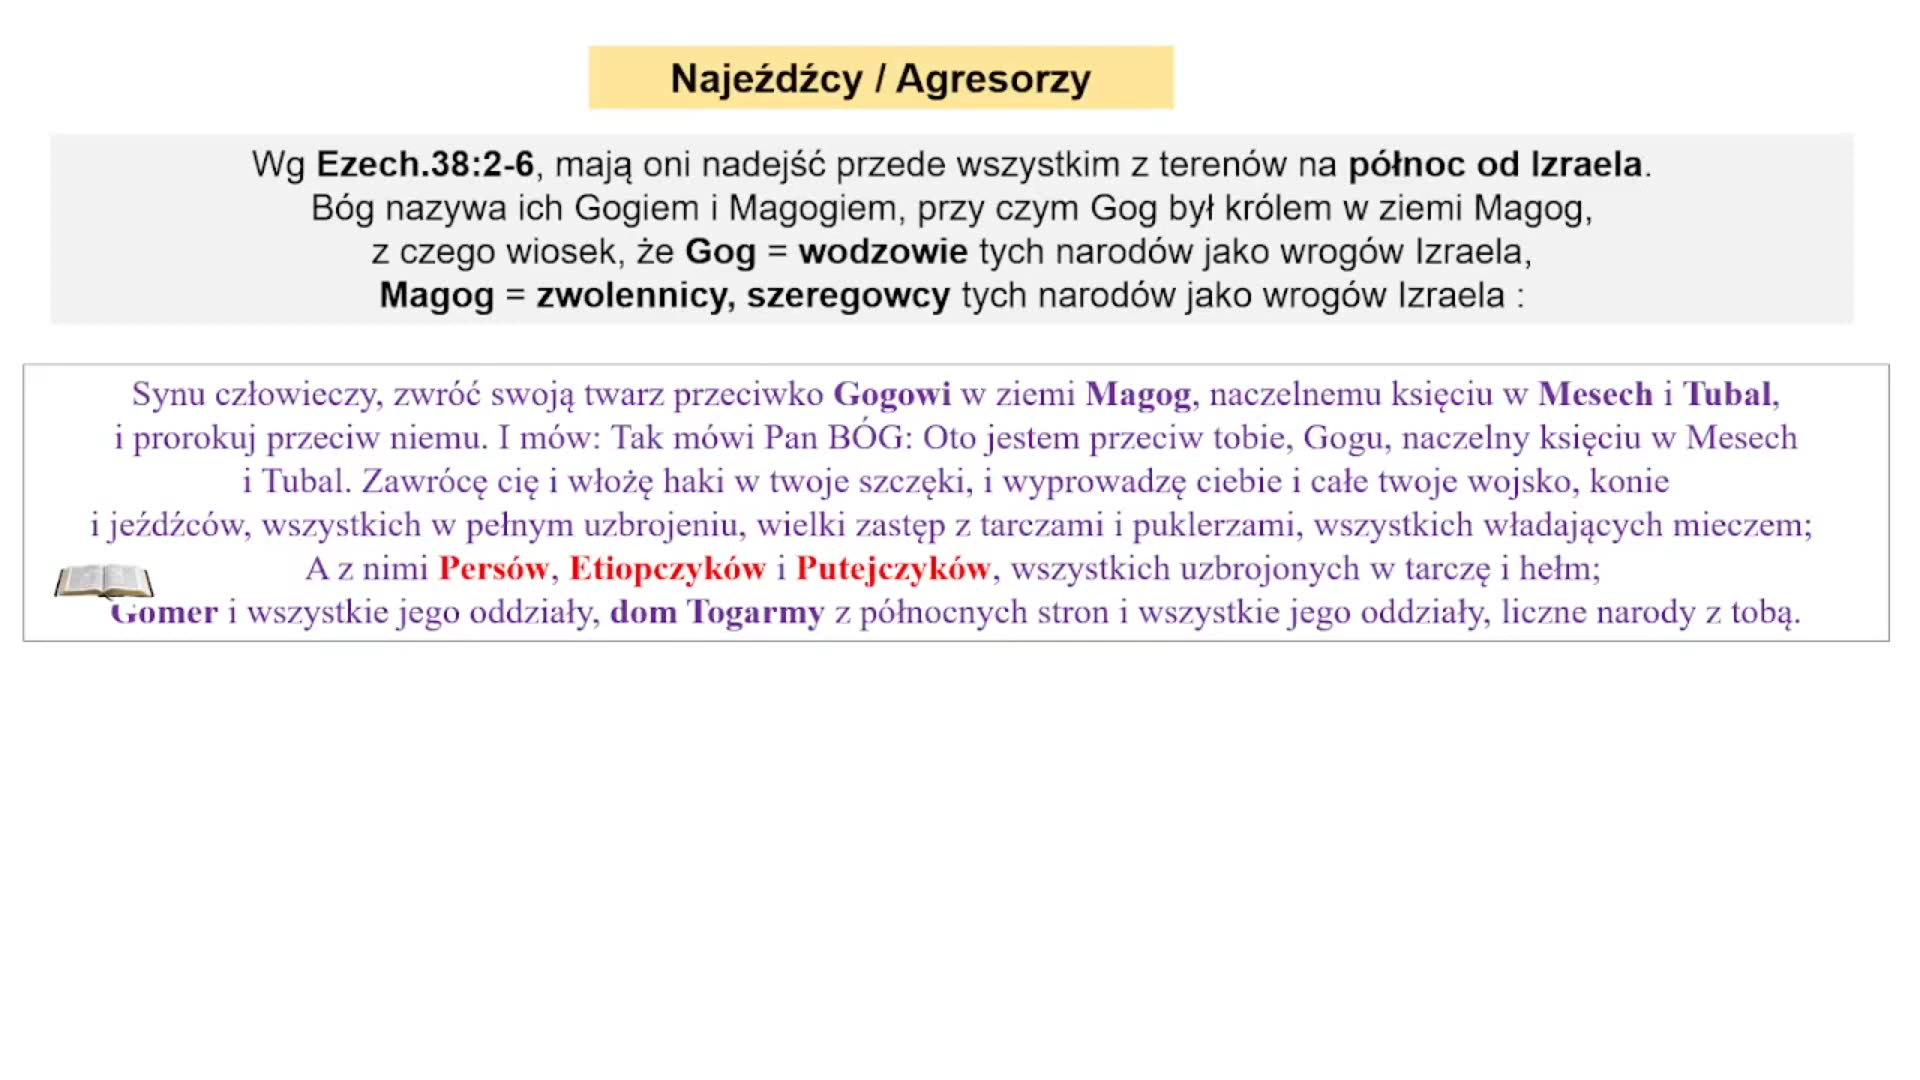 Najeźdźcy / Agresorzy
Wg Ezech.38:2-6, mają oni nadejść przede wszystkim z terenów na północ od Izraela.
Bóg nazywa ich Gogiem i Magogiem, przy czym Gog był królem w ziemi Magog,
z czego wiosek, że Gog = wodzowie tych narodów jako wrogów Izraela,
Magog = zwolennicy, szeregowcy tych narodów jako wrogów Izraela :
Synu człowieczy, zwróć swoją twarz przeciwko Gogowi w ziemi Magog, naczelnemu księciu w Mesech i Tubal,
i prorokuj przeciw niemu. I mów: Tak mówi Pan BÓG: Oto jestem przeciw tobie, Gogu, naczelny księciu w Mesech
i Tubal. Zawrócę cię i włożę haki w twoje szczęki, i wyprowadzę ciebie i całe twoje wojsko, konie
i jeźdźców, wszystkich w pełnym uzbrojeniu, wielki zastęp z tarczami i puklerzami, wszystkich władających mieczem;
A z nimi Persów, Etiopczyków i Putejczyków, wszystkich uzbrojonych w tarczę i hełm;
Gomer i wszystkie jego oddziały, dom Togarmy z północnych stron i wszystkie jego oddziały, liczne narody z tobą.